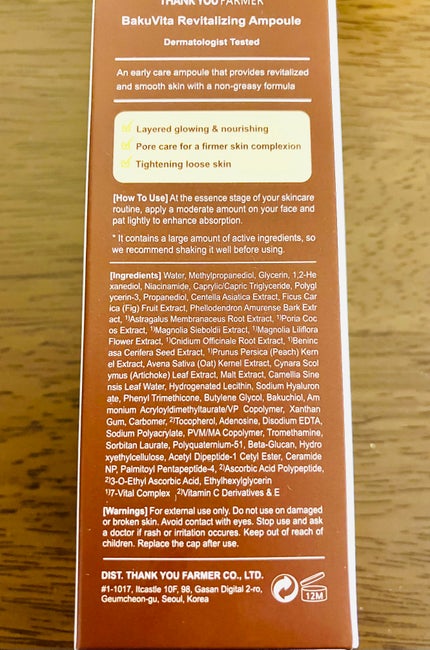 THANK YOU FARMER
BakuVita Revitalizing Ampoule
Dermatologist Tested
An early care ampoule that provides revitalized
and smooth skin with a non-greasy formula
Layered glowing & nourishing
Pore care for a firmer skin complexion
Tightening loose skin
[How To Use] At the essence stage of your skincare
routine, apply a moderate amount on your face and
pat lightly to enhance absorption.
* It contains a large amount of active ingredients, so
we recommend shaking it well before using.
[Ingredients] Water, Methylpropanediol, Glycerin, 1,2-He
xanediol, Niacinamide, Caprylic/Capric Triglyceride, Polygl
ycerin-3, Propanediol, Centella Asiatica Extract, Ficus Car
ica (Fig) Fruit Extract, Phellodendron Amurense Bark Extr
act, ¹⁾Astragalus Membranaceus Root Extract, ¹⁾Poria Coc
os Extract, ¹⁾Magnolia Sieboldii Extract, ¹⁾Magnolia Liliflora
Flower Extract, ¹⁾Cnidium Officinale Root Extract, ¹⁾Beninc
asa Cerifera Seed Extract, ¹⁾Prunus Persica (Peach) Kern
el Extract, Avena Sativa (Oat) Kernel Extract, Cynara Scol
ymus (Artichoke) Leaf Extract, Malt Extract, Camellia Sine
nsis Leaf Water, Hydrogenated Lecithin, Sodium Hyaluron
ate, Phenyl Trimethicone, Butylene Glycol, Bakuchiol, Am
monium Acryloyldimethyltaurate/VP Copolymer, Xanthan
Gum, Carbomer, ²⁾Tocopherol, Adenosine, Disodium EDTA,
Sodium Polyacrylate, PVM/MA Copolymer, Tromethamine,
Sorbitan Laurate, Polyquaternium-51, Beta-Glucan, Hydro
xyethylcellulose, Acetyl Dipeptide-1 Cetyl Ester, Ceramide
NP, Palmitoyl Pentapeptide-4, ²⁾Ascorbic Acid Polypeptide,
²⁾3-O-Ethyl Ascorbic Acid, Ethylhexylglycerin
¹⁾7-Vital Complex ²⁾Vitamin C Derivatives & E
[Warnings] For external use only. Do not use on damaged
or broken skin. Avoid contact with eyes. Stop use and ask
a doctor if rash or irritation occures. Keep out of reach of
children. Replace the cap after use.
DIST. THANK YOU FARMER CO., LTD.
#1-1017, Itcastle 10F, 98, Gasan Digital 2-ro,
Geumcheon-gu, Seoul, Korea
12M